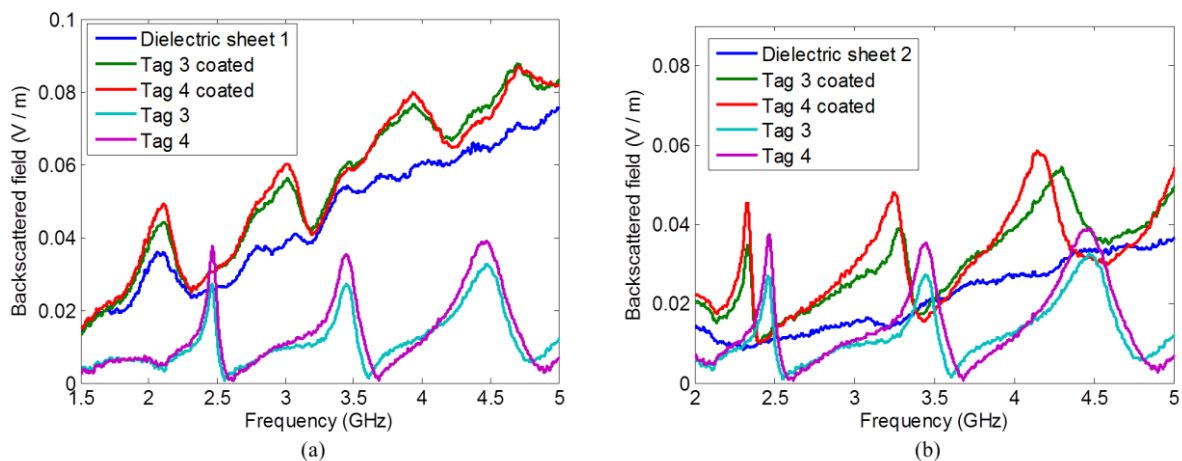 0.1
0.08
0.06
0.04
0.02
0
Backscattered field (V / m)
Dielectric sheet 1
Tag 3 coated
Tag 4 coated
Tag 3
Tag 4
1.5 2 2.5 3 3.5 4 4.5 5
Frequency (GHz)
(a)
0.08
0.06
0.04
0.02
0
Backscattered field (V / m)
Dielectric sheet 2
Tag 3 coated
Tag 4 coated
Tag 3
Tag 4
2 2.5 3 3.5 4 4.5 5
Frequency (GHz)
(b)